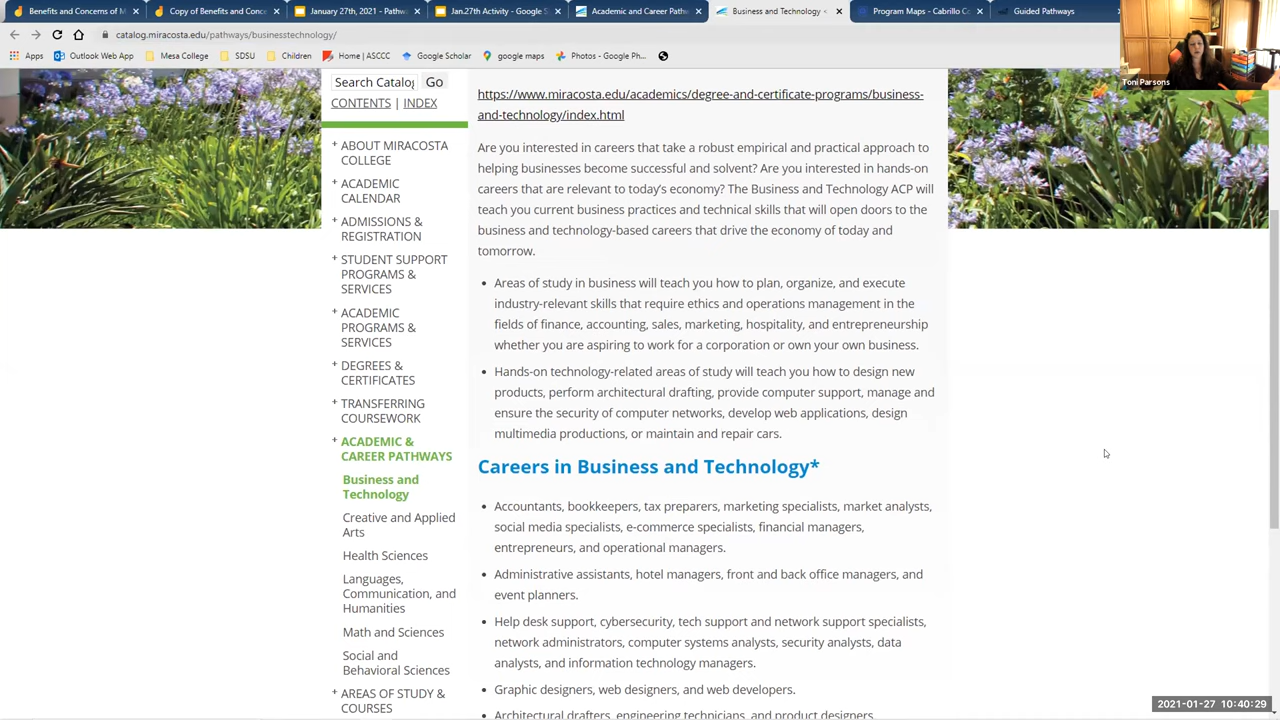 Benefits and Concerns of M
Copy of Benefits and Conce
January 27th, 2021 - Pathw
Jan.27th Activity - Google S
Academic and Career Pathw
Business and Technology <
Program Maps - Cabrillo Co
Guided Pathways
catalog.miracosta.edu/pathways/businesstechnology/
Apps
Outlook Web App
Mesa College
SDSU
Children
Home | ASCCC
Google Scholar
google maps
Photos - Google Ph...
Toni Parsons
Search Catalog
Go
CONTENTS | INDEX
+ ABOUT MIRACOSTA
COLLEGE
+ ACADEMIC
CALENDAR
+ ADMISSIONS &
REGISTRATION
+ STUDENT SUPPORT
PROGRAMS &
SERVICES
+ ACADEMIC
PROGRAMS &
SERVICES
+ DEGREES &
CERTIFICATES
+ TRANSFERRING
COURSEWORK
+ ACADEMIC &
CAREER PATHWAYS
Business and
Technology
Creative and Applied
Arts
Health Sciences
Languages,
Communication, and
Humanities
Math and Sciences
Social and
Behavioral Sciences
+ AREAS OF STUDY &
COURSES
https://www.miracosta.edu/academics/degree-and-certificate-programs/business-
and-technology/index.html
Are you interested in careers that take a robust empirical and practical approach to
helping businesses become successful and solvent? Are you interested in hands-on
careers that are relevant to today's economy? The Business and Technology ACP will
teach you current business practices and technical skills that will open doors to the
business and technology-based careers that drive the economy of today and
tomorrow.
• Areas of study in business will teach you how to plan, organize, and execute
industry-relevant skills that require ethics and operations management in the
fields of finance, accounting, sales, marketing, hospitality, and entrepreneurship
whether you are aspiring to work for a corporation or own your own business.
• Hands-on technology-related areas of study will teach you how to design new
products, perform architectural drafting, provide computer support, manage and
ensure the security of computer networks, develop web applications, design
multimedia productions, or maintain and repair cars.
Careers in Business and Technology*
• Accountants, bookkeepers, tax preparers, marketing specialists, market analysts,
social media specialists, e-commerce specialists, financial managers,
entrepreneurs, and operational managers.
• Administrative assistants, hotel managers, front and back office managers, and
event planners.
• Help desk support, cybersecurity, tech support and network support specialists,
network administrators, computer systems analysts, security analysts, data
analysts, and information technology managers.
• Graphic designers, web designers, and web developers.
• Architectural drafters, engineering technicians, and product designers.
2021-01-27 10:40:29